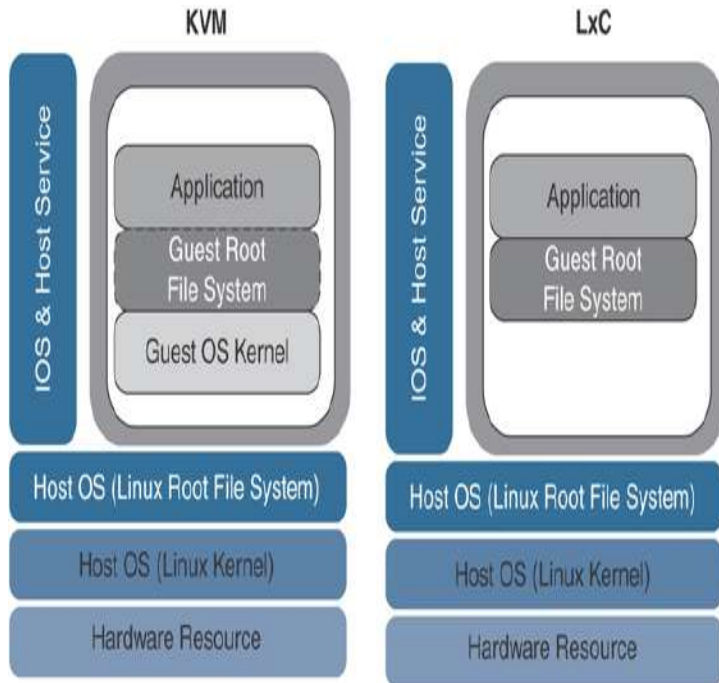 KVM
IOS & Host Service
Application
Guest Root
File System
Guest OS Kernel
Host OS (Linux Root File System)
Host OS (Linux Kernel)
Hardware Resource
LxC
IOS & Host Service
Application
Guest Root
File System
Host OS (Linux Root File System)
Host OS (Linux Kernel)
Hardware Resource